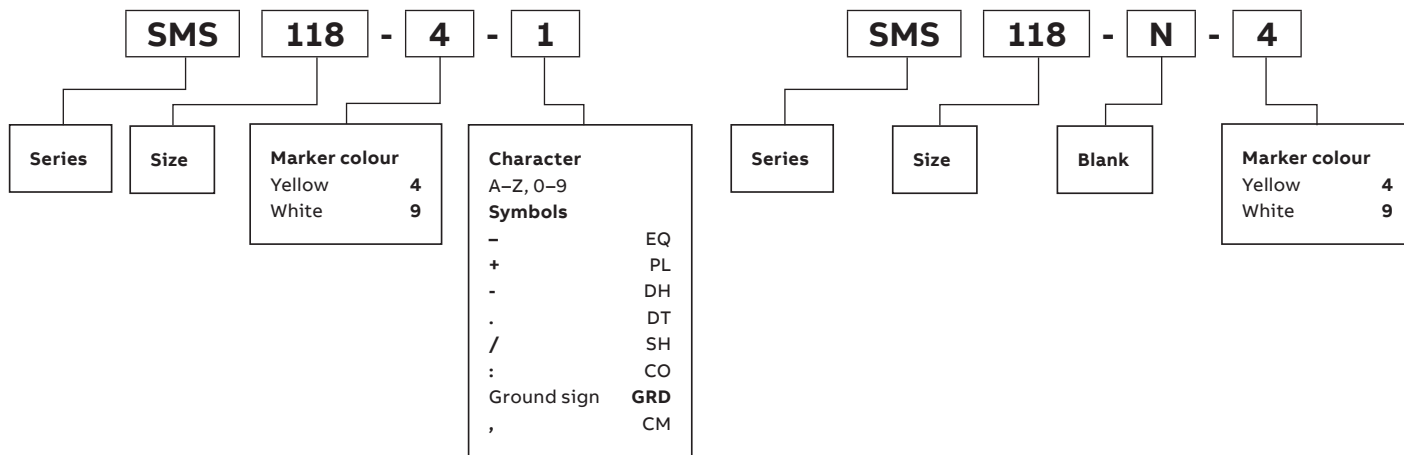 SMS 118 - 4 - 1
Series
Size
Marker colour
Yellow 4
White 9
Character
A–Z, 0–9
Symbols
– EQ
+ PL
- DH
. DT
/ SH
: CO
Ground sign GRD
, CM
SMS 118 - N - 4
Series
Size
Blank
Marker colour
Yellow 4
White 9